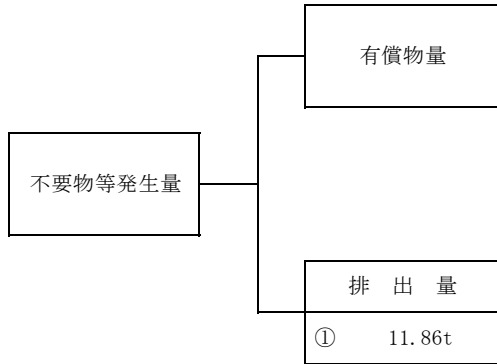 有償物量
不要物等発生量
排 出 量
① 11.86t